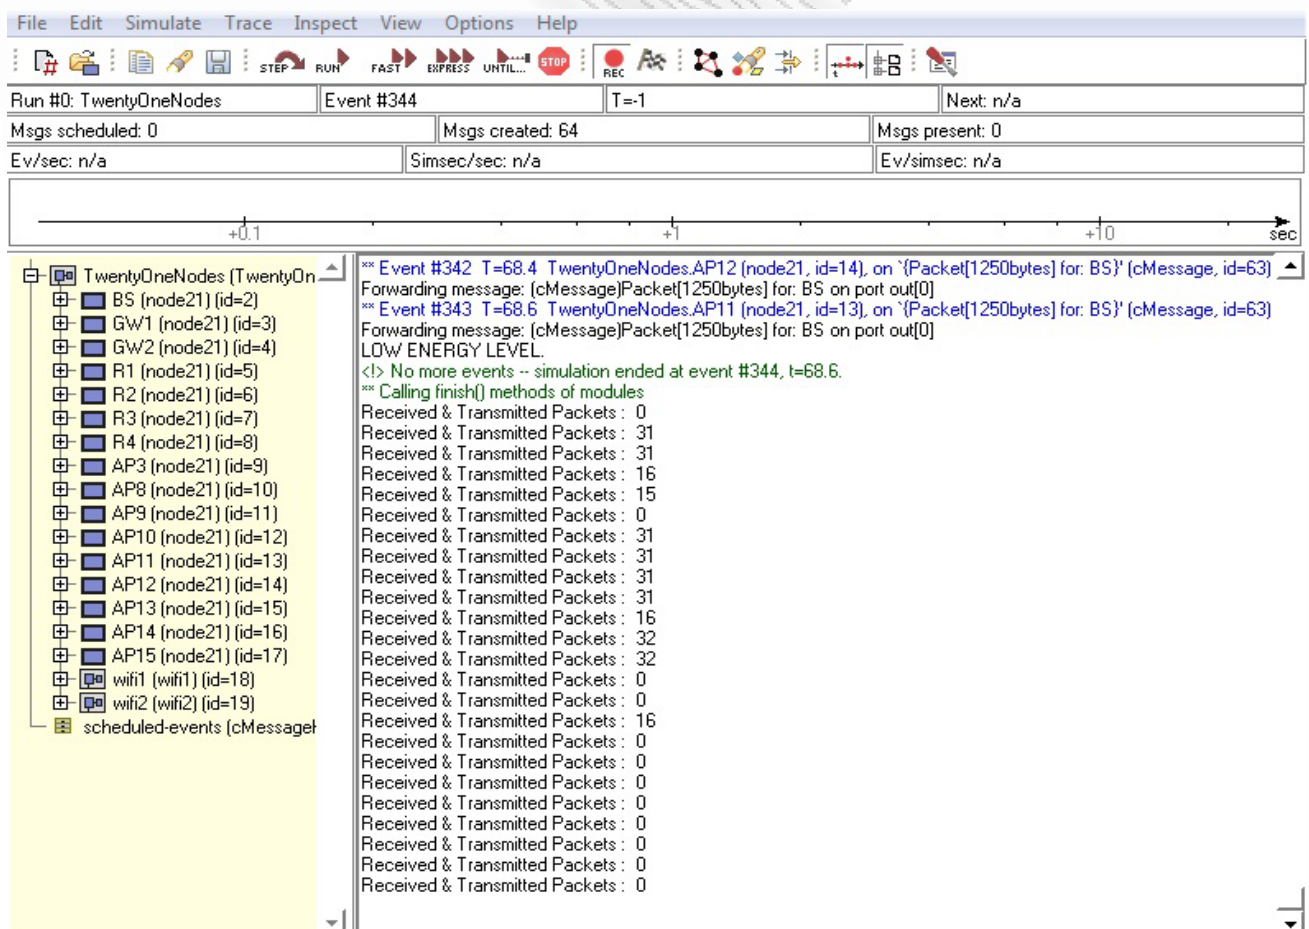 File Edit Simulate Trace Inspect View Options Help
STEP RUN FAST EXPRESS UNTIL... STOP REC
Run #0: TwentyOneNodes Event #344 T=-1 Next: n/a
Msgs scheduled: 0 Msgs created: 64 Msgs present: 0
Ev/sec: n/a Simsec/sec: n/a Ev/simsec: n/a
+0.1 +1 +10 sec
TwentyOneNodes (TwentyOn
BS (node21) (id=2)
GW1 (node21) (id=3)
GW2 (node21) (id=4)
R1 (node21) (id=5)
R2 (node21) (id=6)
R3 (node21) (id=7)
R4 (node21) (id=8)
AP3 (node21) (id=9)
AP8 (node21) (id=10)
AP9 (node21) (id=11)
AP10 (node21) (id=12)
AP11 (node21) (id=13)
AP12 (node21) (id=14)
AP13 (node21) (id=15)
AP14 (node21) (id=16)
AP15 (node21) (id=17)
wifi1 (wifi1) (id=18)
wifi2 (wifi2) (id=19)
scheduled-events (cMessageH
** Event #342 T=68.4 TwentyOneNodes.AP12 (node21, id=14), on `{Packet[1250bytes] for: BS}' (cMessage, id=63)
Forwarding message: (cMessage)Packet[1250bytes] for: BS on port out[0]
** Event #343 T=68.6 TwentyOneNodes.AP11 (node21, id=13), on `{Packet[1250bytes] for: BS}' (cMessage, id=63)
Forwarding message: (cMessage)Packet[1250bytes] for: BS on port out[0]
LOW ENERGY LEVEL.
<!> No more events -- simulation ended at event #344, t=68.6.
** Calling finish() methods of modules
Received & Transmitted Packets : 0
Received & Transmitted Packets : 31
Received & Transmitted Packets : 31
Received & Transmitted Packets : 16
Received & Transmitted Packets : 15
Received & Transmitted Packets : 0
Received & Transmitted Packets : 31
Received & Transmitted Packets : 31
Received & Transmitted Packets : 31
Received & Transmitted Packets : 31
Received & Transmitted Packets : 16
Received & Transmitted Packets : 32
Received & Transmitted Packets : 32
Received & Transmitted Packets : 0
Received & Transmitted Packets : 0
Received & Transmitted Packets : 16
Received & Transmitted Packets : 0
Received & Transmitted Packets : 0
Received & Transmitted Packets : 0
Received & Transmitted Packets : 0
Received & Transmitted Packets : 0
Received & Transmitted Packets : 0
Received & Transmitted Packets : 0
Received & Transmitted Packets : 0